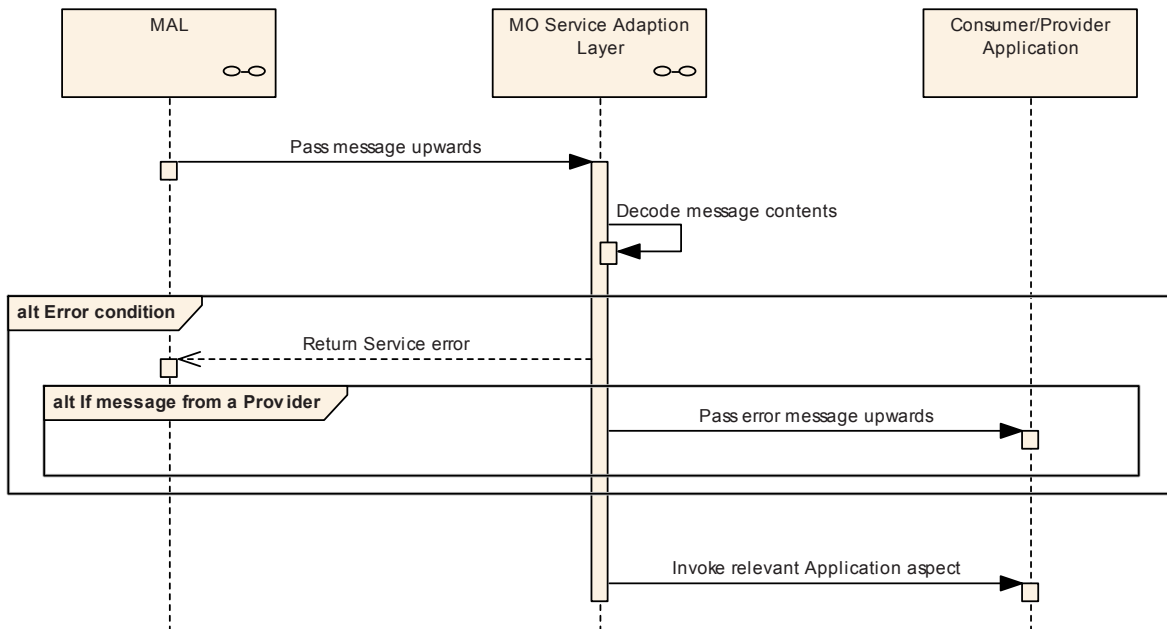 MAL
MO Service Adaption
Layer
Consumer/Provider
Application
Pass message upwards
Decode message contents
alt Error condition
Return Service error
alt If message from a Provider
Pass error message upwards
Invoke relevant Application aspect